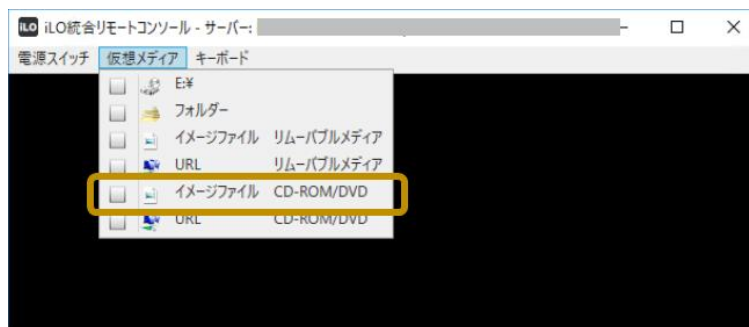 iLO iLO統合リモートコンソール - サーバー:
電源スイッチ 仮想メディア キーボード
E:¥
フォルダー
イメージファイル リムーバブルメディア
URL リムーバブルメディア
イメージファイル CD-ROM/DVD
URL CD-ROM/DVD